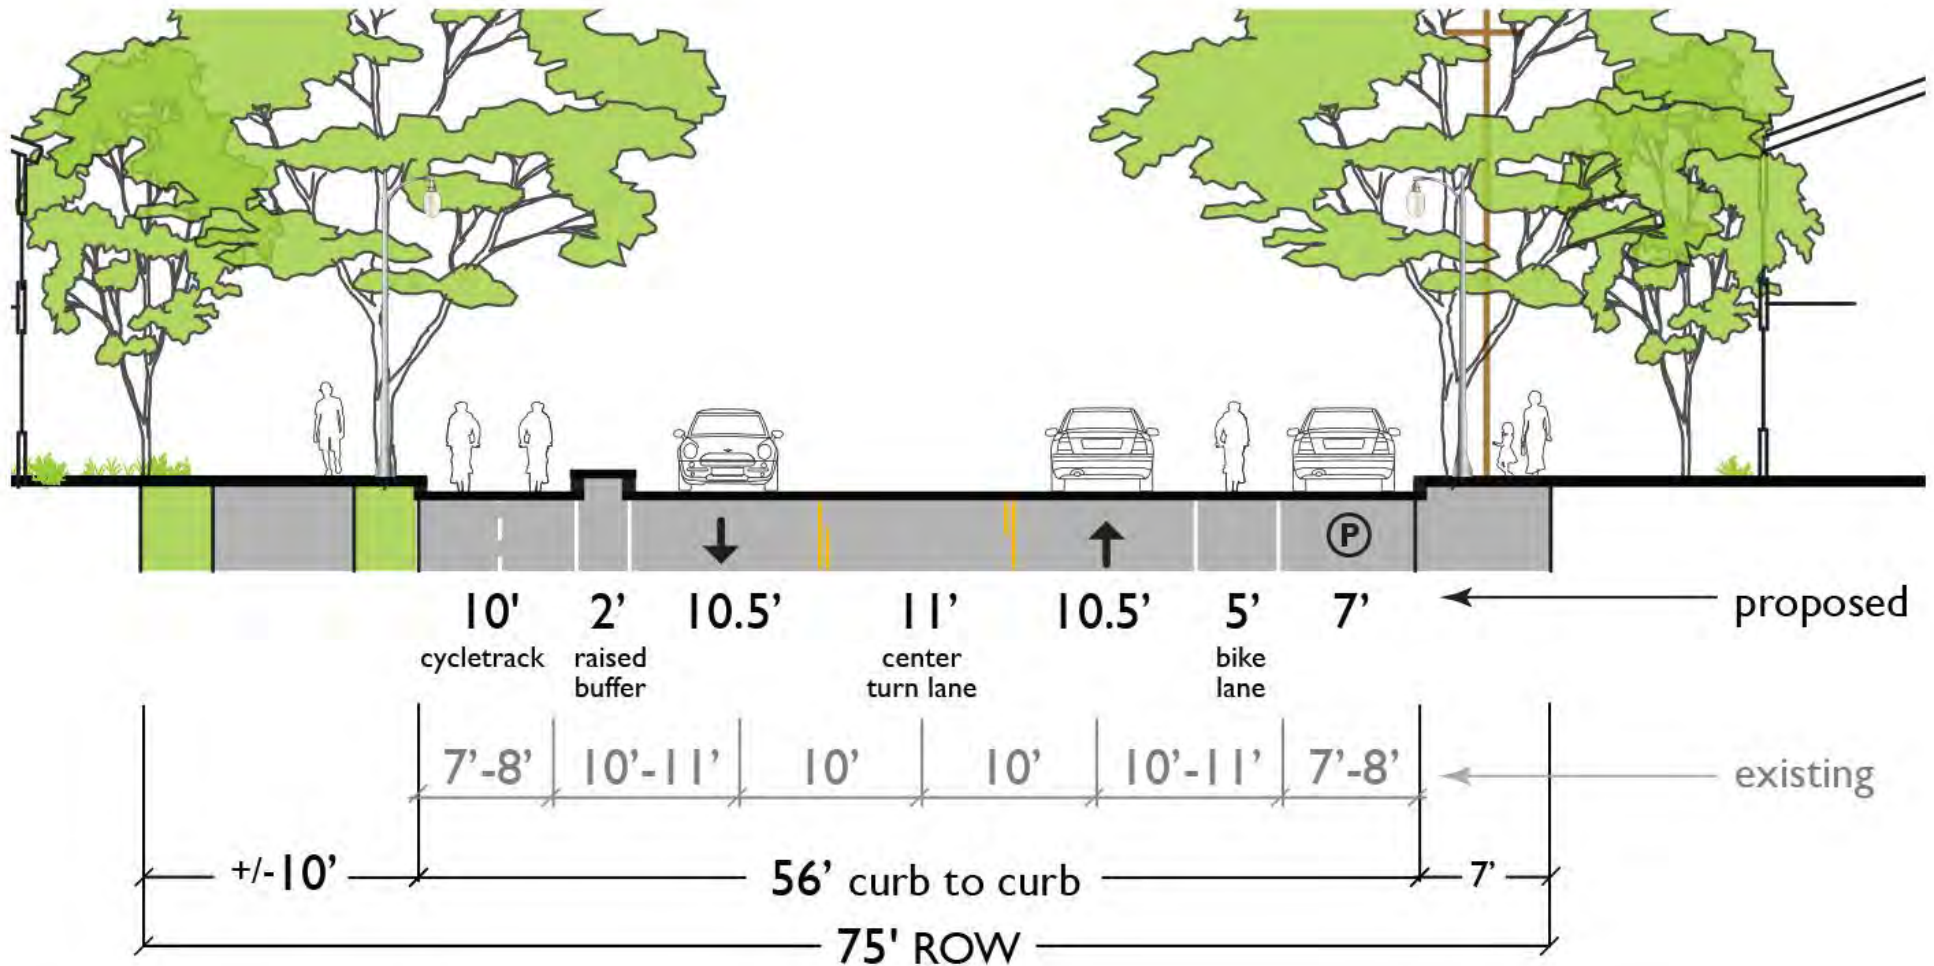 P
10' 2’ 10.5’ 11’ 10.5’ 5’ 7’ proposed
cycletrack raised center bike
buffer turn lane lane
7’-8’ 10’-11’ 10’ 10’ 10’-11’ 7’-8’ existing
+/-10’ 56’ curb to curb 7’
75' ROW